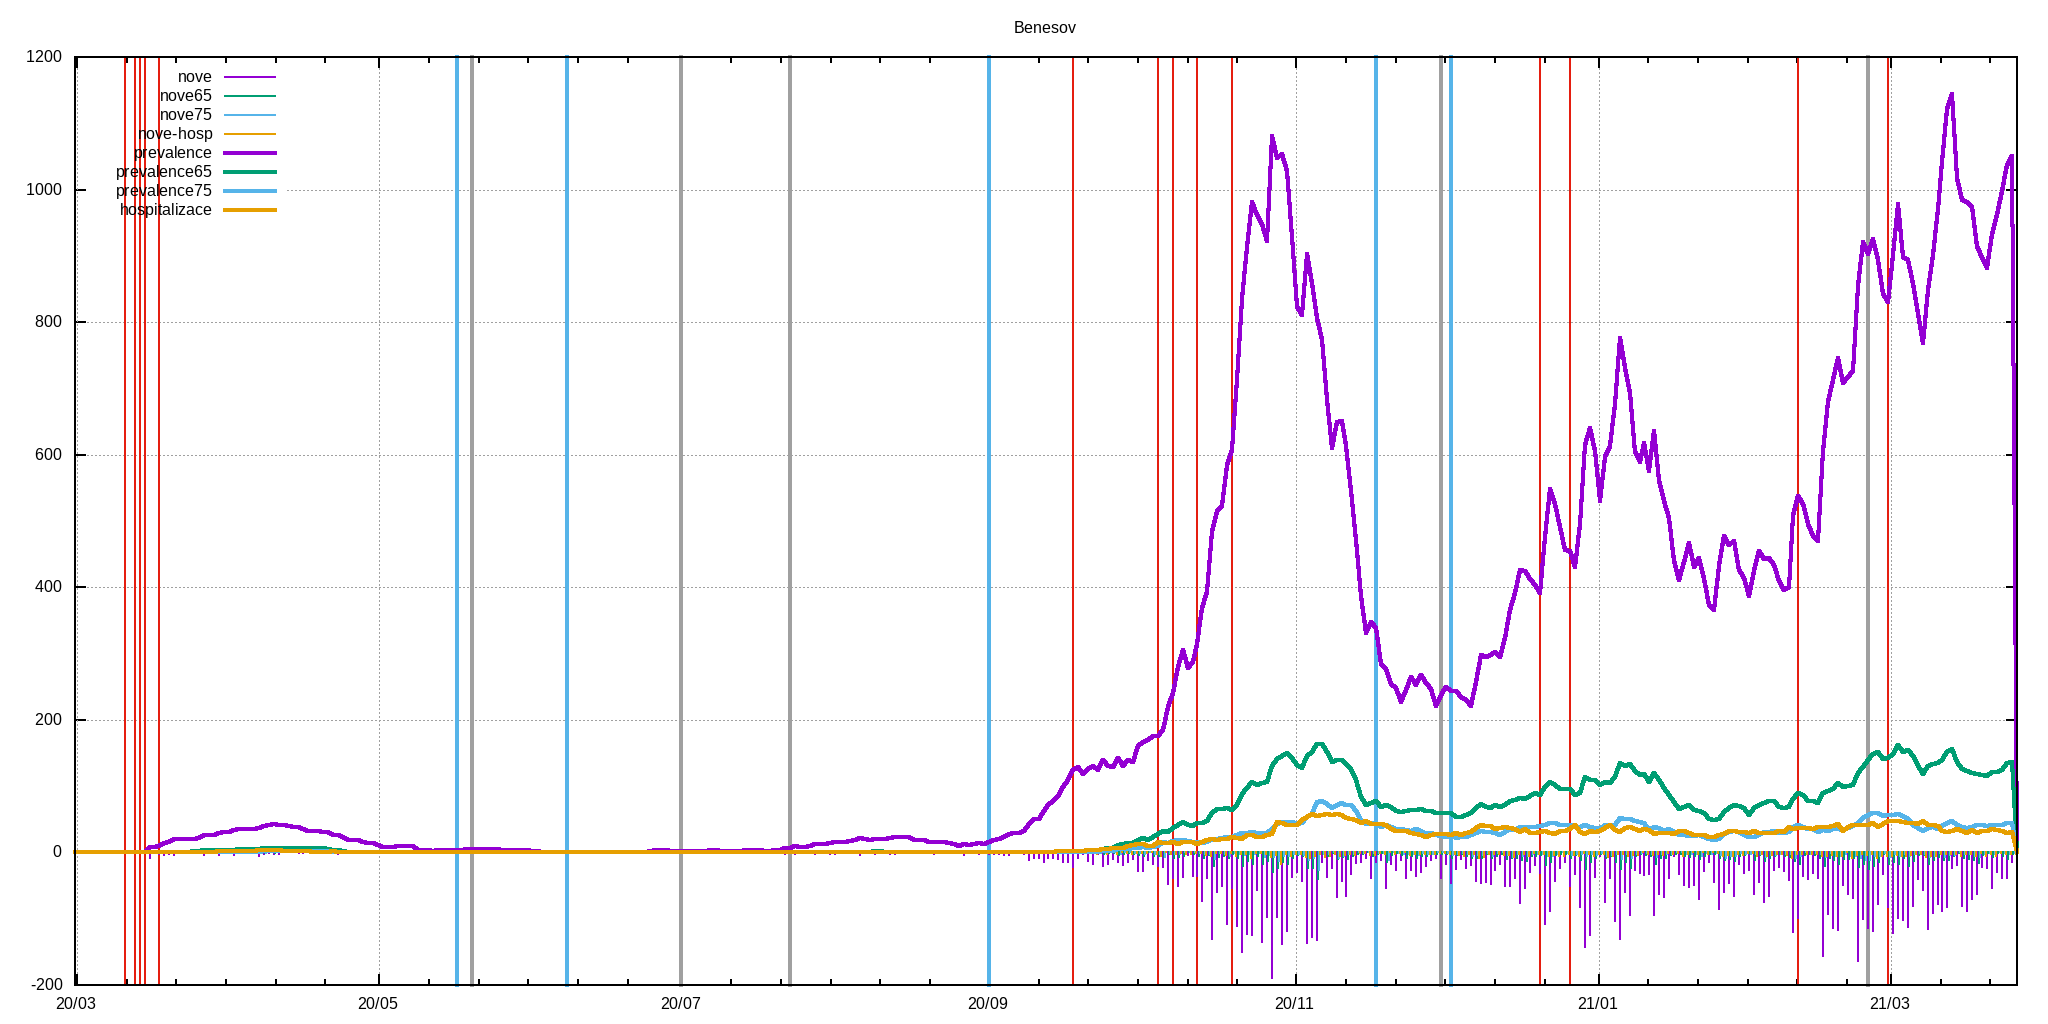 Benesov
1200
1000
800
600
400
200
0
-200
nove
nove65
nove75
nove-hosp
prevalence
prevalence65
prevalence75
hospitalizace
20/03 20/05 20/07 20/09 20/11 21/01 21/03